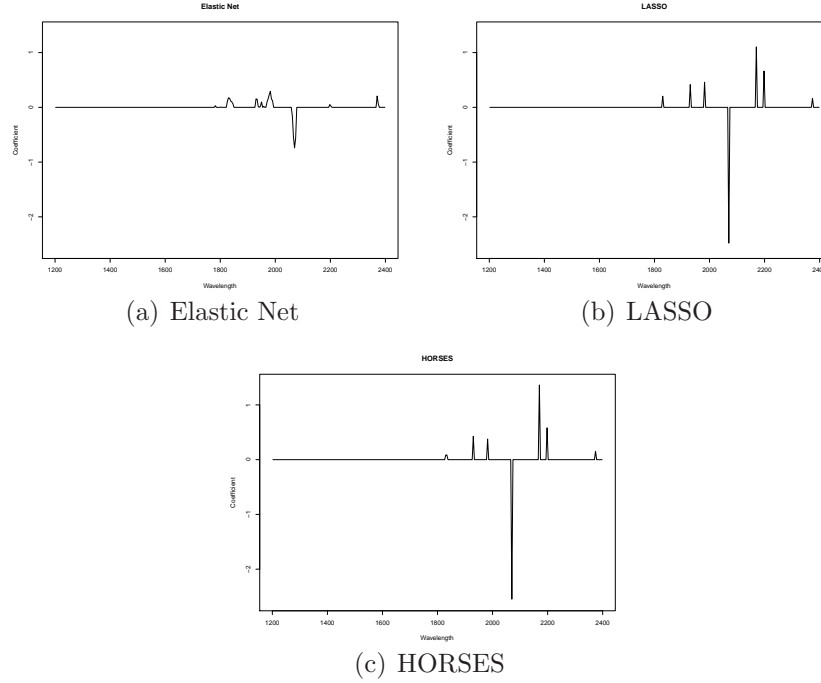 Elastic Net
Coefficient
1
0
-1
-2
1200 1400 1600 1800 2000 2200 2400
Wavelength
(a) Elastic Net
LASSO
Coefficient
1
0
-1
-2
1200 1400 1600 1800 2000 2200 2400
Wavelength
(b) LASSO
HORSES
Coefficient
1
0
-1
-2
1200 1400 1600 1800 2000 2200 2400
Wavelength
(c) HORSES